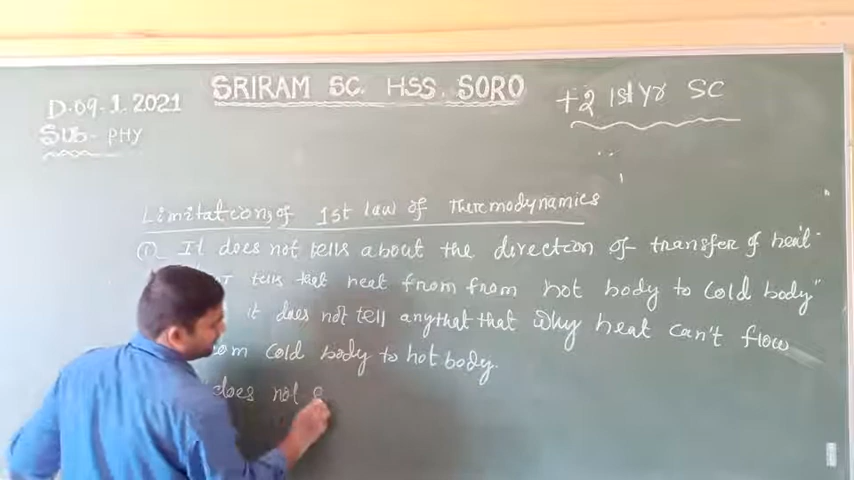 D.09.1.2021
SRIRAM SC. HSS. SORO
+2 1st Yr SC
SUB - PHY
Limitations of 1st law of Thermodynamics
① It does not tells about the direction of transfer of heat.
tells that heat from from hot body to cold body"
it does not tell anythat that why heat can't flow
from cold body to hot body.
does not